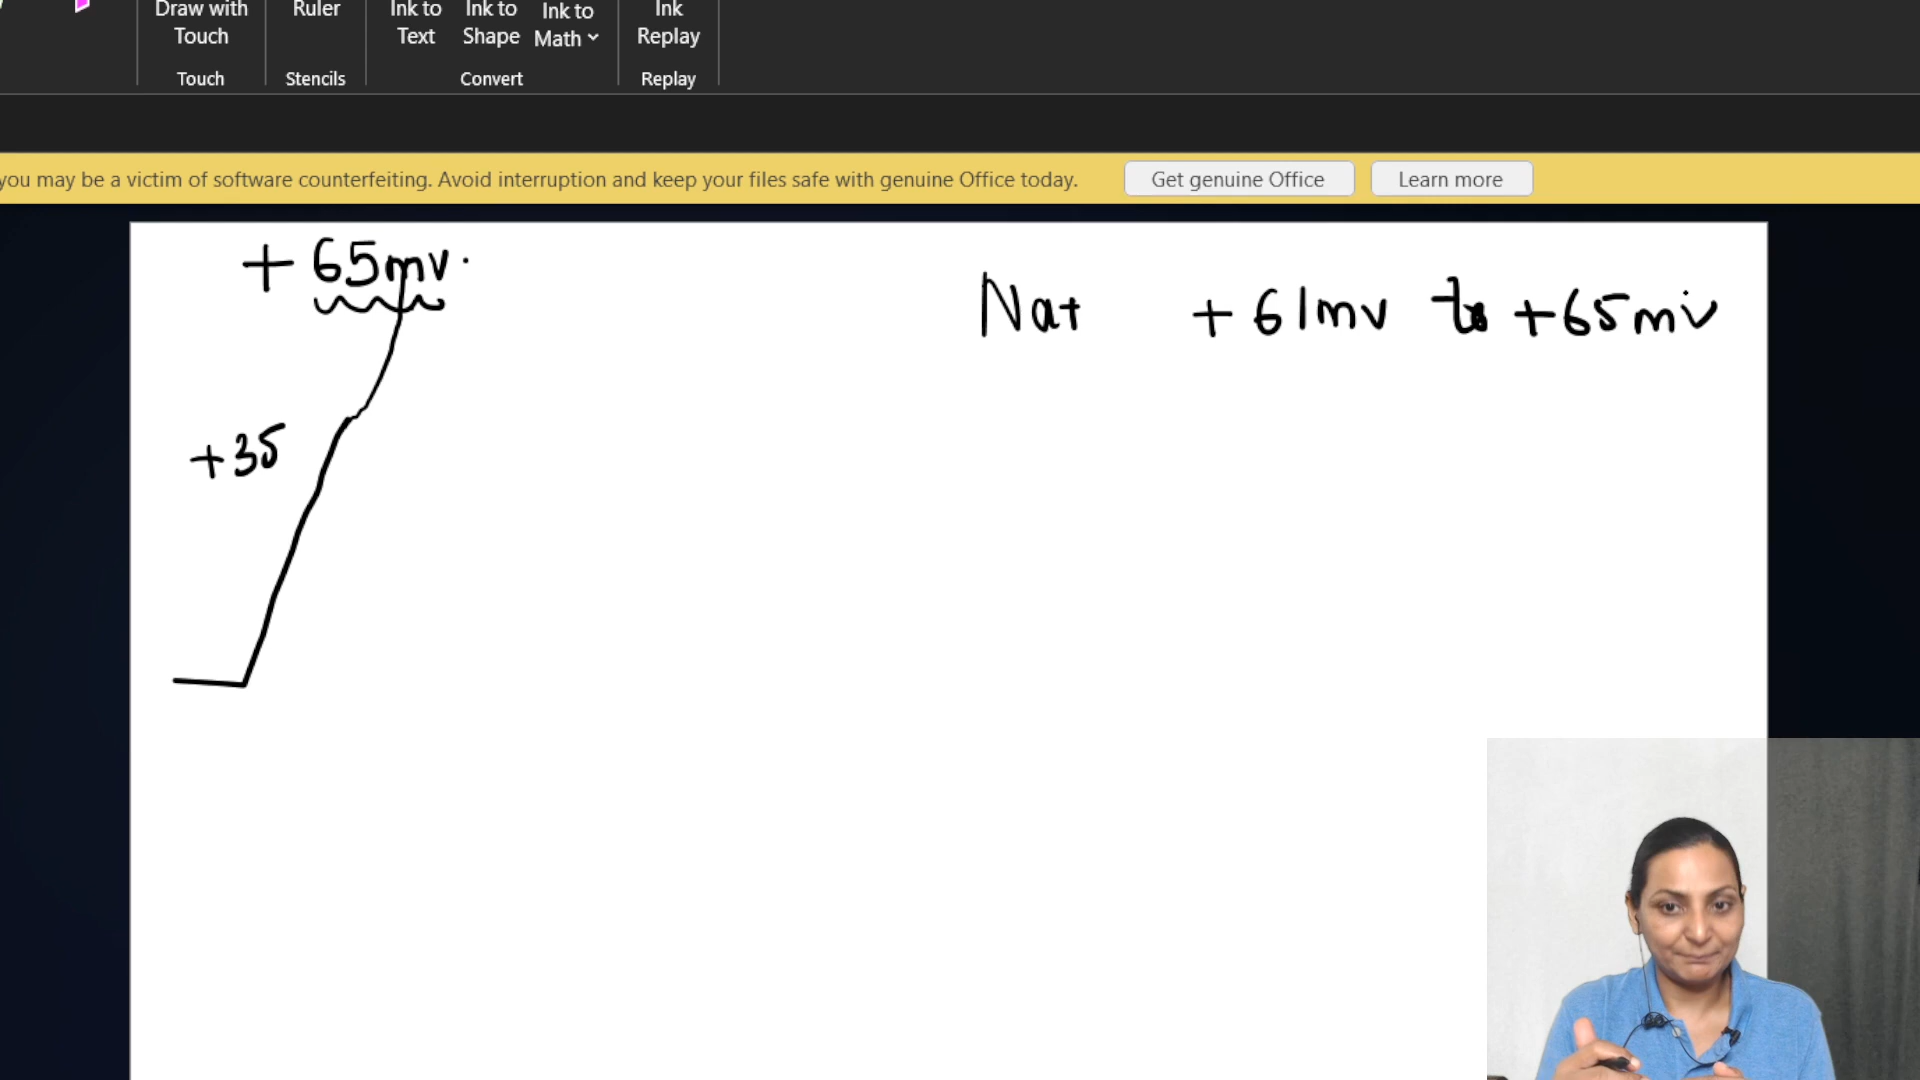 Draw with Touch
Ruler
Ink to Text
Ink to Shape
Ink to Math
Ink Replay
Touch
Stencils
Convert
Replay
you may be a victim of software counterfeiting. Avoid interruption and keep your files safe with genuine Office today.
Get genuine Office
Learn more
+ 65mv.
Na+ +61mv to +65mv
+35